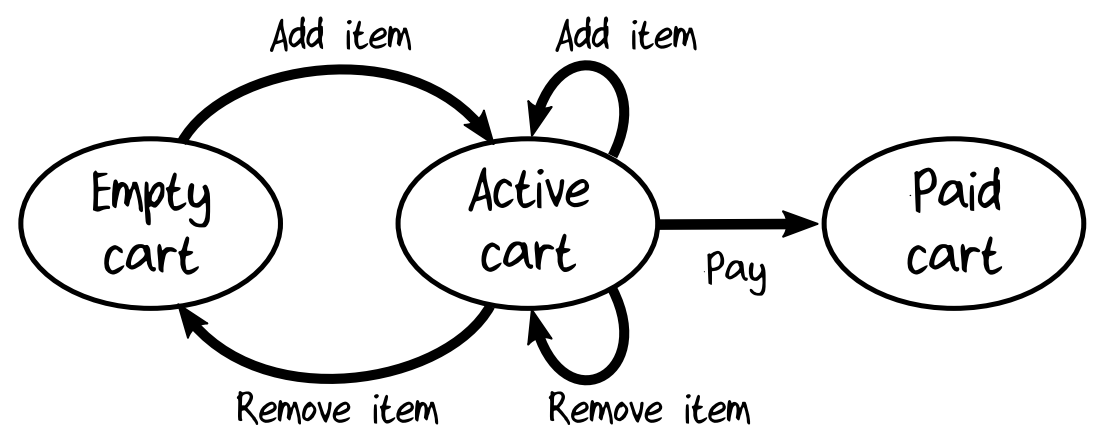 Add item
Add item
Empty
cart
Active
cart
Paid
cart
Pay
Remove item
Remove item